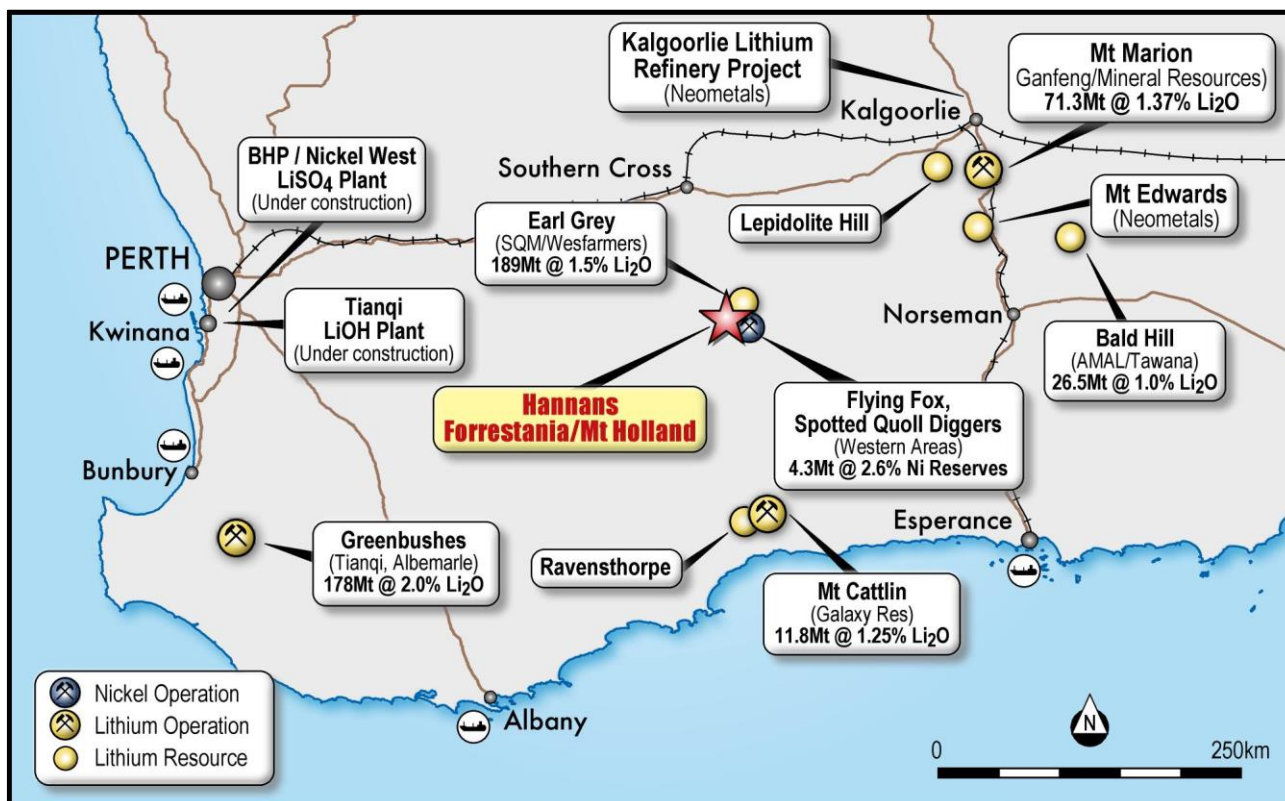 Kalgoorlie Lithium
Refinery Project
(Neometals)
Mt Marion
Ganfeng/Mineral Resources)
71.3Mt @ 1.37% Li₂O
Kalgoorlie
BHP / Nickel West
LiSO₄ Plant
(Under construction)
Southern Cross
Earl Grey
(SQM/Wesfarmers)
189Mt @ 1.5% Li₂O
Lepidolite Hill
Mt Edwards
(Neometals)
PERTH
Kwinana
Tianqi
LiOH Plant
(Under construction)
Norseman
Bald Hill
(AMAL/Tawana)
26.5Mt @ 1.0% Li₂O
Hannans
Forrestania/Mt Holland
Flying Fox,
Spotted Quoll Diggers
(Western Areas)
4.3Mt @ 2.6% Ni Reserves
Bunbury
Greenbushes
(Tianqi, Albemarle)
178Mt @ 2.0% Li₂O
Ravensthorpe
Esperance
Mt Cattlin
(Galaxy Res)
11.8Mt @ 1.25% Li₂O
Nickel Operation
Lithium Operation
Lithium Resource
Albany
N
0 250km